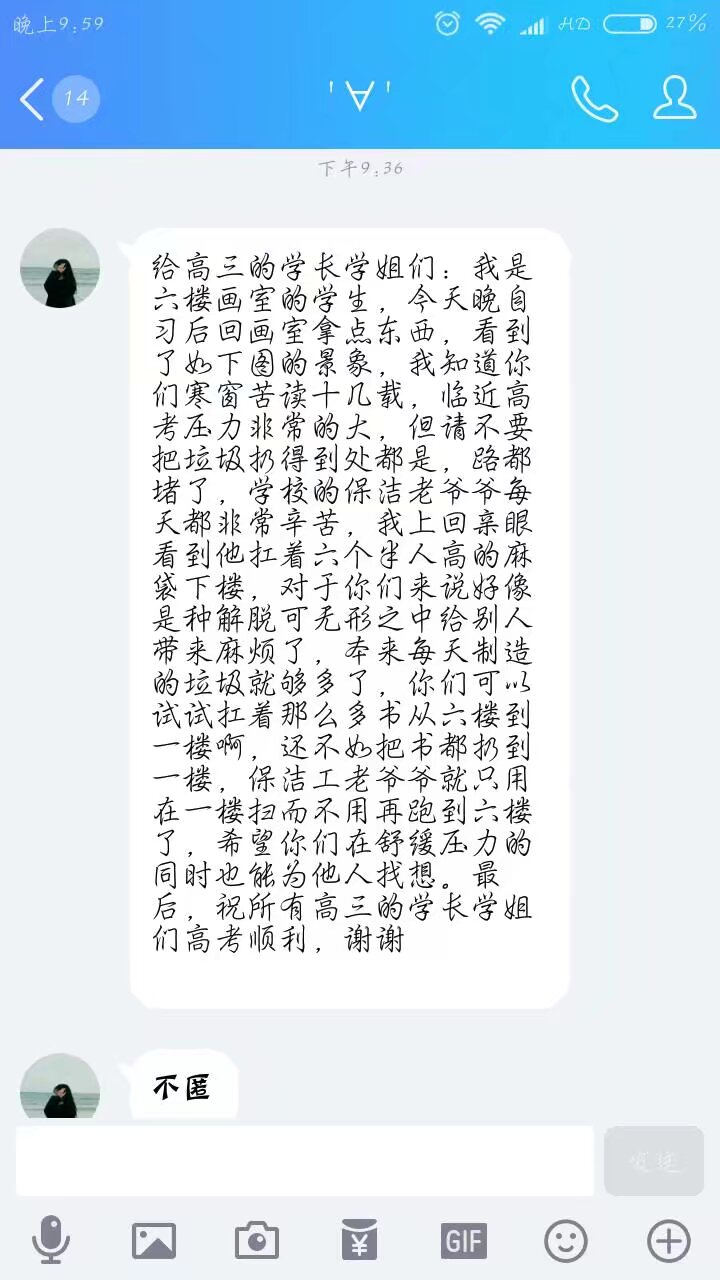 晚上9:59
HD
27%
14
'∀'
下午9:36
给高三的学长学姐们：我是
六楼画室的学生，今天晚自
习后回画室拿点东西，看到
了如下图的景象，我知道你
们寒窗苦读十几载，临近高
考压力非常的大，但请不要
把垃圾扔得到处都是，路都
堵了，学校的保洁老爷爷每
天都非常辛苦，我上回亲眼
看到他扛着六个半人高的麻
袋下楼，对于你们来说好像
是种解脱可无形之中给别人
带来麻烦了，本来每天制造
的垃圾就够多了，你们可以
试试扛着那么多书从六楼到
一楼啊，还不如把书都扔到
一楼，保洁工老爷爷就只用
在一楼扫而不用再跑到六楼
了，希望你们在舒缓压力的
同时也能为他人找想。最
后，祝所有高三的学长学姐
们高考顺利，谢谢
不匿
发送
GIF